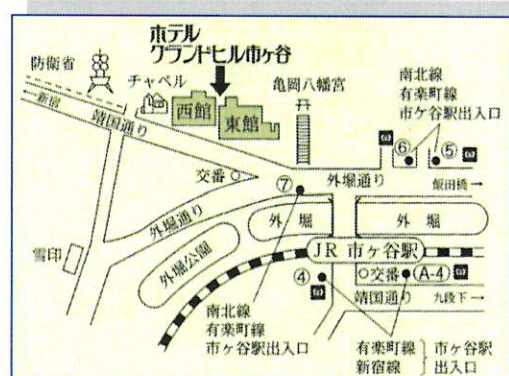 ホテル
グランドヒル市ヶ谷
防衛省
チャペル
亀岡八幡宮
南北線
有楽町線
市ヶ谷駅出入口
←新宿
靖国通り
西館
東館
⑥
⑤
交番
⑦
外堀通り
飯田橋→
外堀通り
外堀
外堀
雪印
外堀公園
JR 市ヶ谷駅
④
交番
A-4
靖国通り
九段下→
南北線
有楽町線
市ヶ谷駅出入口
有楽町線
新宿線
市ヶ谷駅
出入口